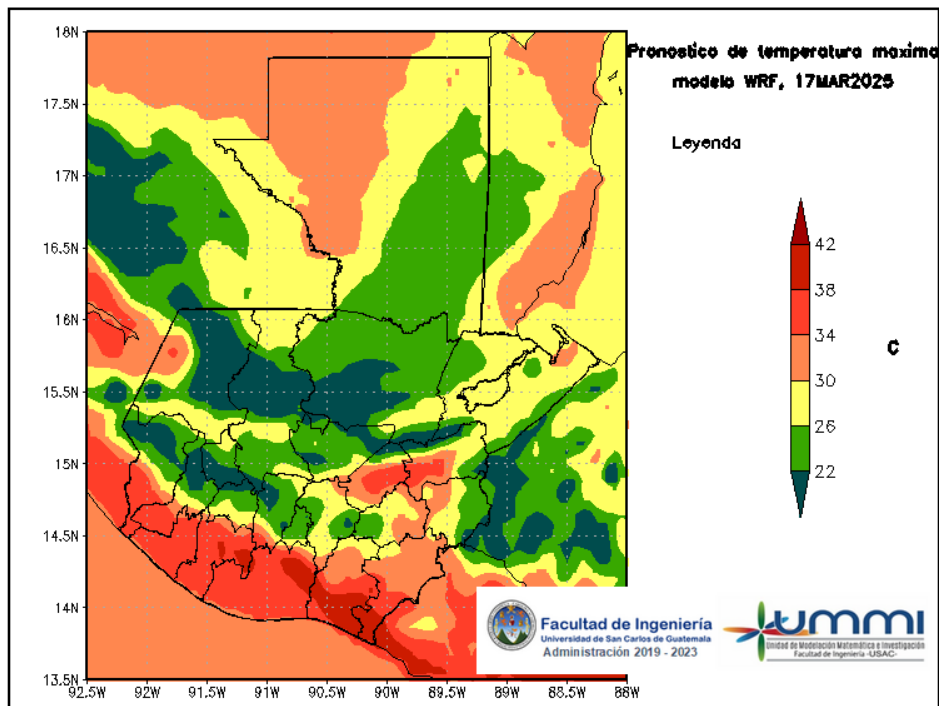 Pronostico de temperatura maxima
modelo WRF, 17MAR2025
Leyenda
42
38
34
30
26
22
C
18N
17.5N
17N
16.5N
16N
15.5N
15N
14.5N
14N
13.5N
92.5W
92W
91.5W
91W
90.5W
90W
89.5W
89W
88.5W
88W
Facultad de Ingeniería
Universidad de San Carlos de Guatemala
Administración 2019 - 2023
ummi
Unidad de Modelación Matemática e Investigación
Facultad de Ingeniería -USAC-